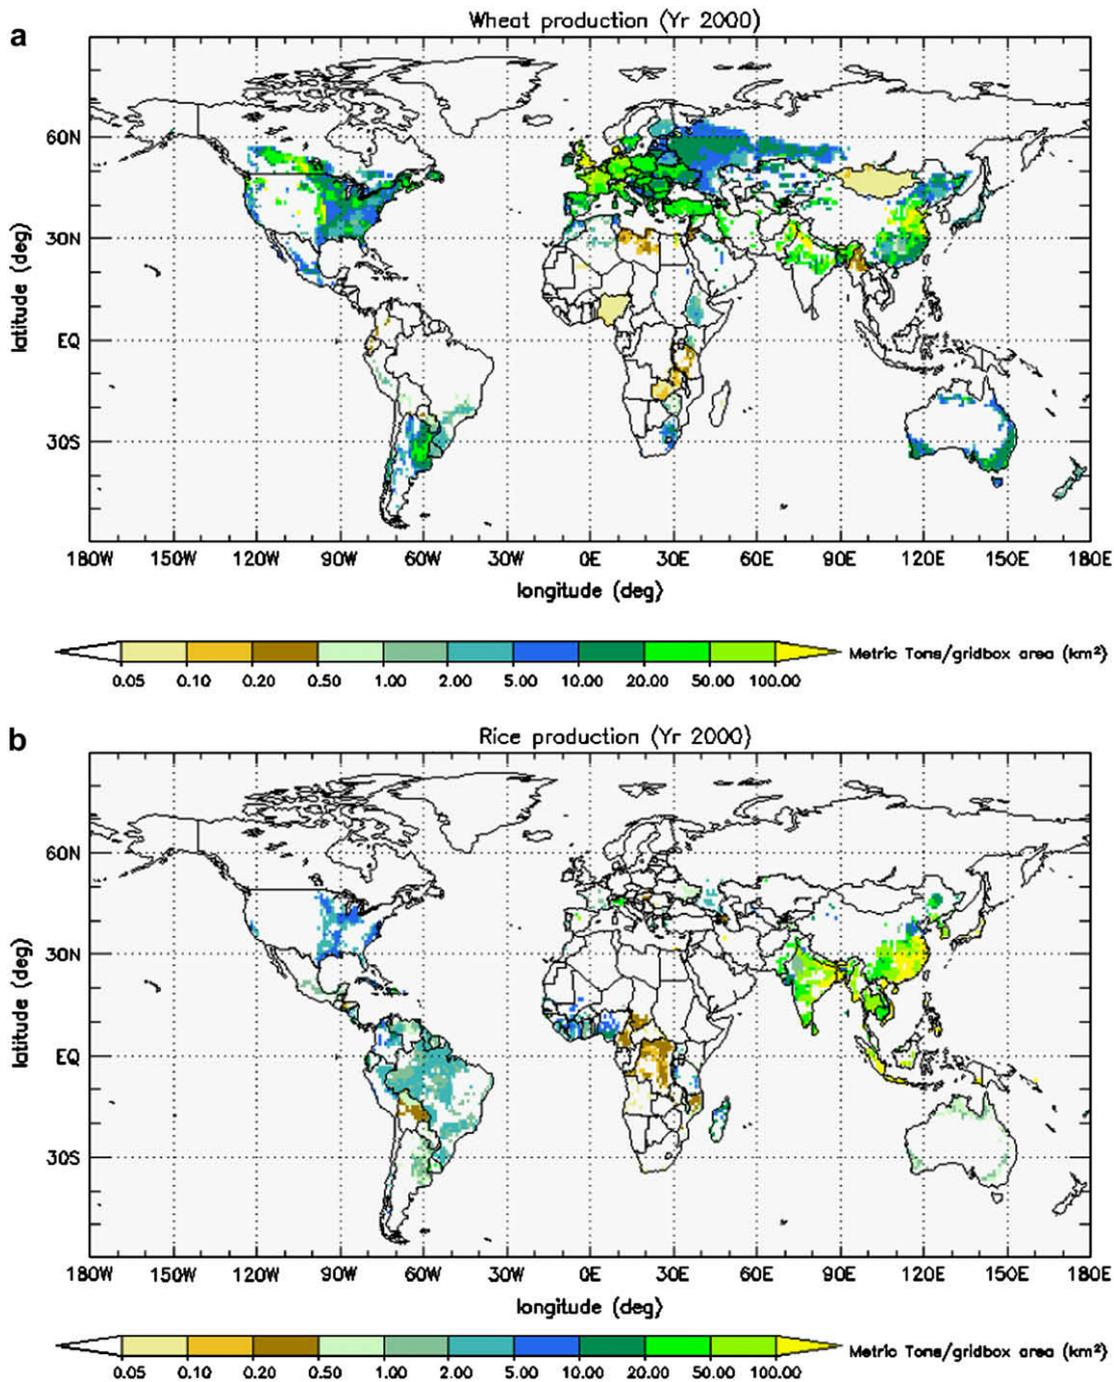 a
Wheat production (Yr 2000)
60N
30N
EQ
30S
latitude (deg)
180W 150W 120W 90W 60W 30W 0E 30E 60E 90E 120E 150E 180E
longitude (deg)
0.05 0.10 0.20 0.50 1.00 2.00 5.00 10.00 20.00 50.00 100.00
Metric Tons/gridbox area (km²)
b
Rice production (Yr 2000)
60N
30N
EQ
30S
latitude (deg)
180W 150W 120W 90W 60W 30W 0E 30E 60E 90E 120E 150E 180E
longitude (deg)
0.05 0.10 0.20 0.50 1.00 2.00 5.00 10.00 20.00 50.00 100.00
Metric Tons/gridbox area (km²)